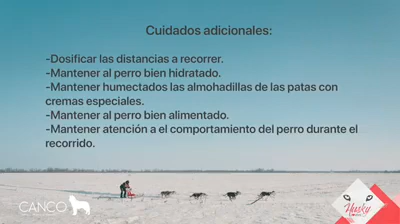 Cuidados adicionales:
-Dosificar las distancias a recorrer.
-Mantener al perro bien hidratado.
-Mantener humectados las almohadillas de las patas con
cremas especiales.
-Mantener al perro bien alimentado.
-Mantener atención a el comportamiento del perro durante el
recorrido.
CANCO
Husky